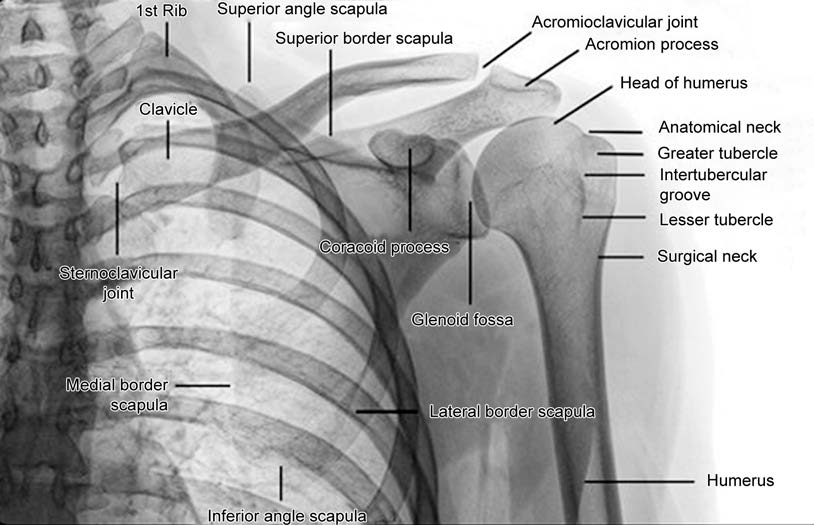 Superior angle scapula
1st Rib
Acromioclavicular joint
Superior border scapula
Acromion process
Head of humerus
Clavicle
Anatomical neck
Greater tubercle
Intertubercular
groove
Lesser tubercle
Coracoid process
Surgical neck
Sternoclavicular
joint
Glenoid fossa
Medial border
scapula
Lateral border scapula
Humerus
Inferior angle scapula